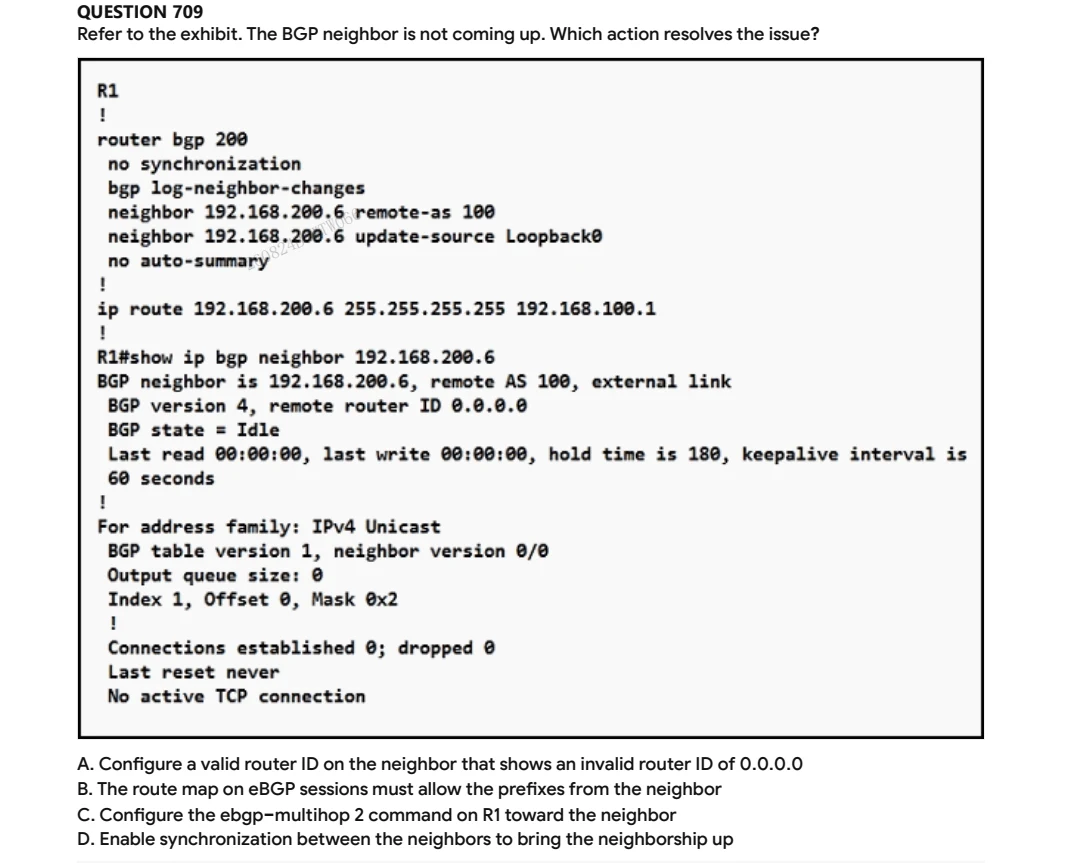 QUESTION 709
Refer to the exhibit. The BGP neighbor is not coming up. Which action resolves the issue?
R1
!
router bgp 200
no synchronization
bgp log-neighbor-changes
neighbor 192.168.200.6 remote-as 100
neighbor 192.168.200.6 update-source Loopback0
no auto-summary
!
ip route 192.168.200.6 255.255.255.255 192.168.100.1
!
R1#show ip bgp neighbor 192.168.200.6
BGP neighbor is 192.168.200.6, remote AS 100, external link
BGP version 4, remote router ID 0.0.0.0
BGP state = Idle
Last read 00:00:00, last write 00:00:00, hold time is 180, keepalive interval is
60 seconds
!
For address family: IPv4 Unicast
BGP table version 1, neighbor version 0/0
Output queue size: 0
Index 1, Offset 0, Mask 0x2
!
Connections established 0; dropped 0
Last reset never
No active TCP connection
A. Configure a valid router ID on the neighbor that shows an invalid router ID of 0.0.0.0
B. The route map on eBGP sessions must allow the prefixes from the neighbor
C. Configure the ebgp-multihop 2 command on R1 toward the neighbor
D. Enable synchronization between the neighbors to bring the neighborship up